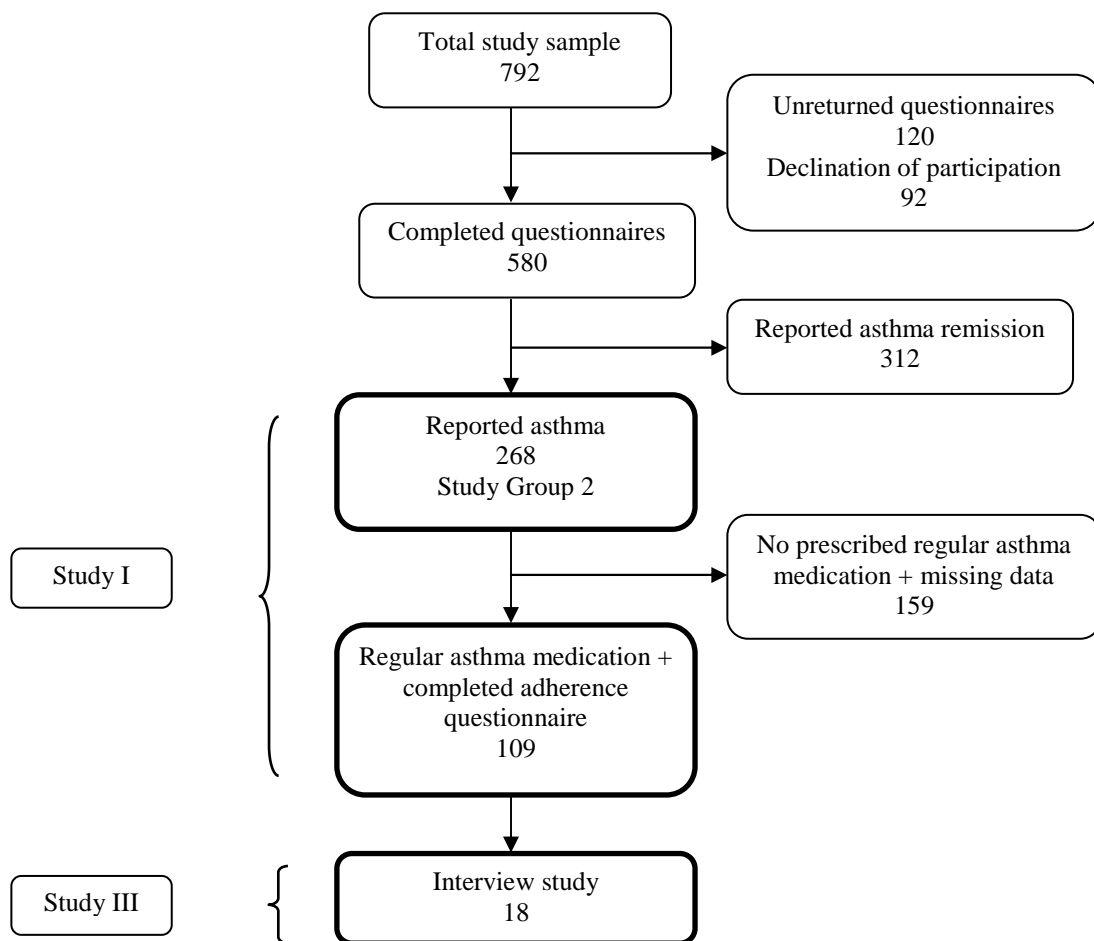 Total study sample
792
Unreturned questionnaires
120
Declination of participation
92
Completed questionnaires
580
Reported asthma remission
312
Reported asthma
268
Study Group 2
No prescribed regular asthma
medication + missing data
159
Study I
Regular asthma medication +
completed adherence
questionnaire
109
Interview study
18
Study III